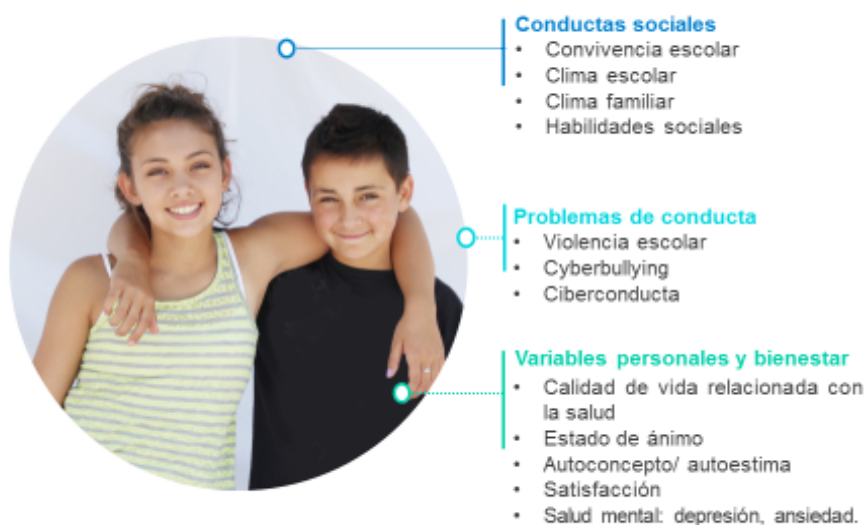 Conductas sociales
• Convivencia escolar
• Clima escolar
• Clima familiar
• Habilidades sociales
Problemas de conducta
• Violencia escolar
• Cyberbullying
• Ciberconducta
Variables personales y bienestar
• Calidad de vida relacionada con
la salud
• Estado de ánimo
• Autoconcepto/ autoestima
• Satisfacción
• Salud mental: depresión, ansiedad.